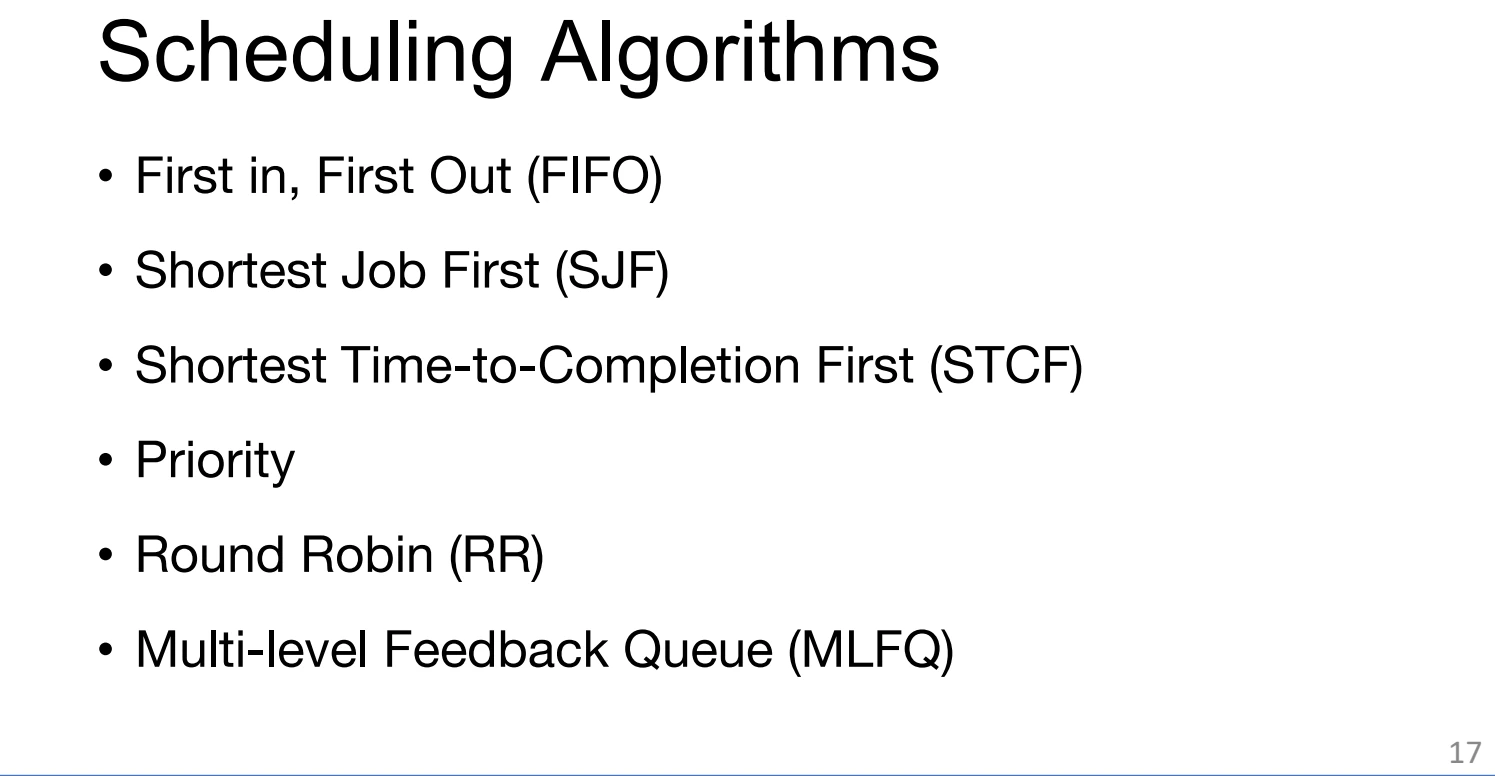 Scheduling Algorithms
• First in, First Out (FIFO)
• Shortest Job First (SJF)
• Shortest Time-to-Completion First (STCF)
• Priority
• Round Robin (RR)
• Multi-level Feedback Queue (MLFQ)
17